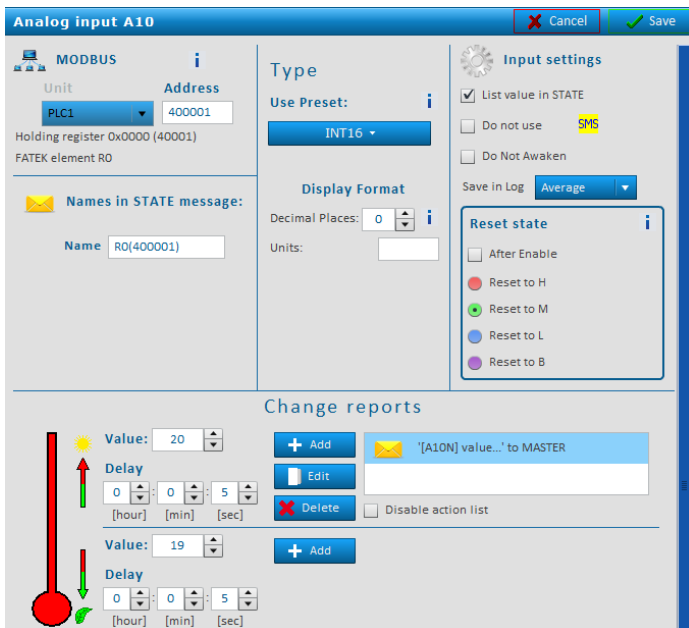 Analog input A10
Cancel
Save
MODBUS
i
Unit
Address
PLC1
400001
Holding register 0x0000 (40001)
FATEK element R0
Names in STATE message:
Name
R0(400001)
Type
Use Preset:
i
INT16
Display Format
Decimal Places:
0
i
Units:
Input settings
List value in STATE
Do not use
SMS
Do Not Awaken
Save in Log
Average
Reset state
i
After Enable
Reset to H
Reset to M
Reset to L
Reset to B
Change reports
Value:
20
Delay
0 : 0 : 5
[hour] [min] [sec]
Add
Edit
Delete
'[A10N] value...' to MASTER
Disable action list
Value:
19
Add
Delay
0 : 0 : 5
[hour] [min] [sec]